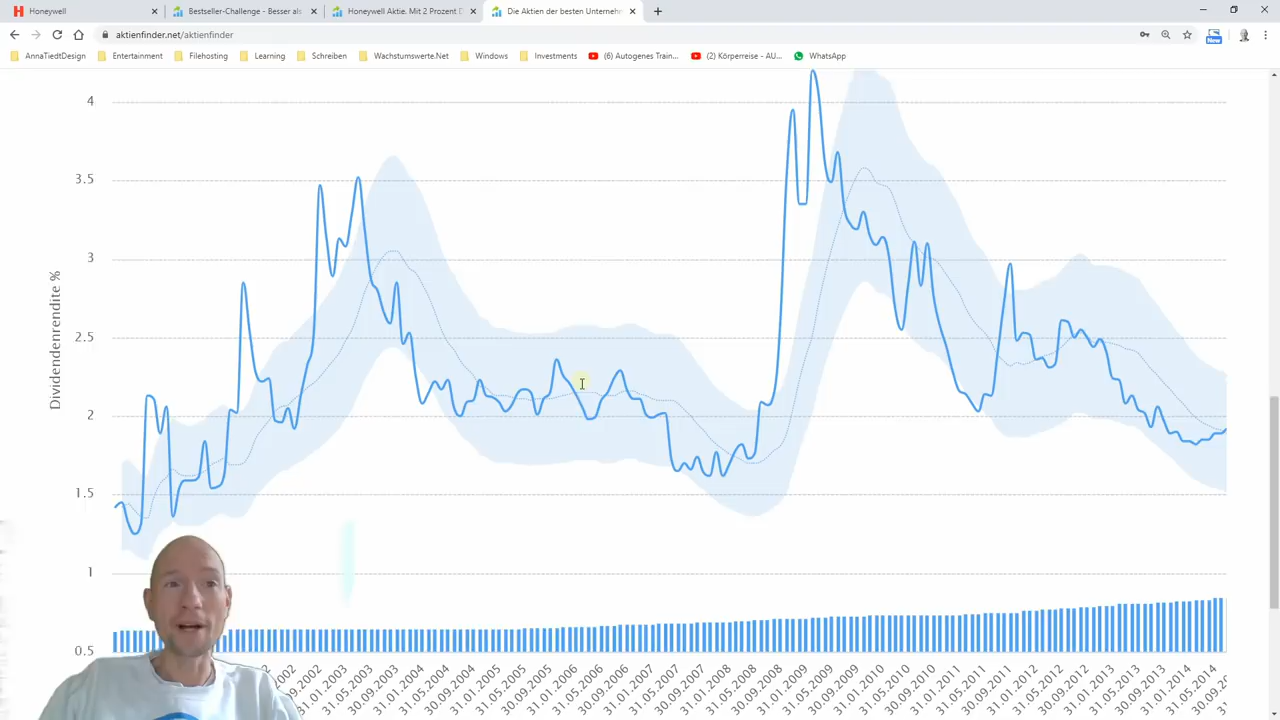 Honeywell
Bestseller-Challenge - Besser als
Honeywell Aktie. Mit 2 Prozent D
Die Aktien der besten Unterneh
aktienfinder.net/aktienfinder
New
AnnaTiedtDesign
Entertainment
Filehosting
Learning
Schreiben
Wachstumswerte.Net
Windows
Investments
(6) Autogenes Train...
(2) Körperreise - AU...
WhatsApp
Dividendenrendite %
4
3.5
3
2.5
2
1.5
1
0.5
2002
30.09.2002
31.01.2003
31.05.2003
30.09.2003
31.01.2004
31.05.2004
30.09.2004
31.01.2005
31.05.2005
30.09.2005
31.01.2006
31.05.2006
30.09.2006
31.01.2007
31.05.2007
30.09.2007
31.01.2008
31.05.2008
30.09.2008
31.01.2009
31.05.2009
30.09.2009
31.01.2010
31.05.2010
30.09.2010
31.01.2011
31.05.2011
30.09.2011
31.01.2012
31.05.2012
30.09.2012
31.01.2013
31.05.2013
30.09.2013
31.01.2014
31.05.2014
30.09.20